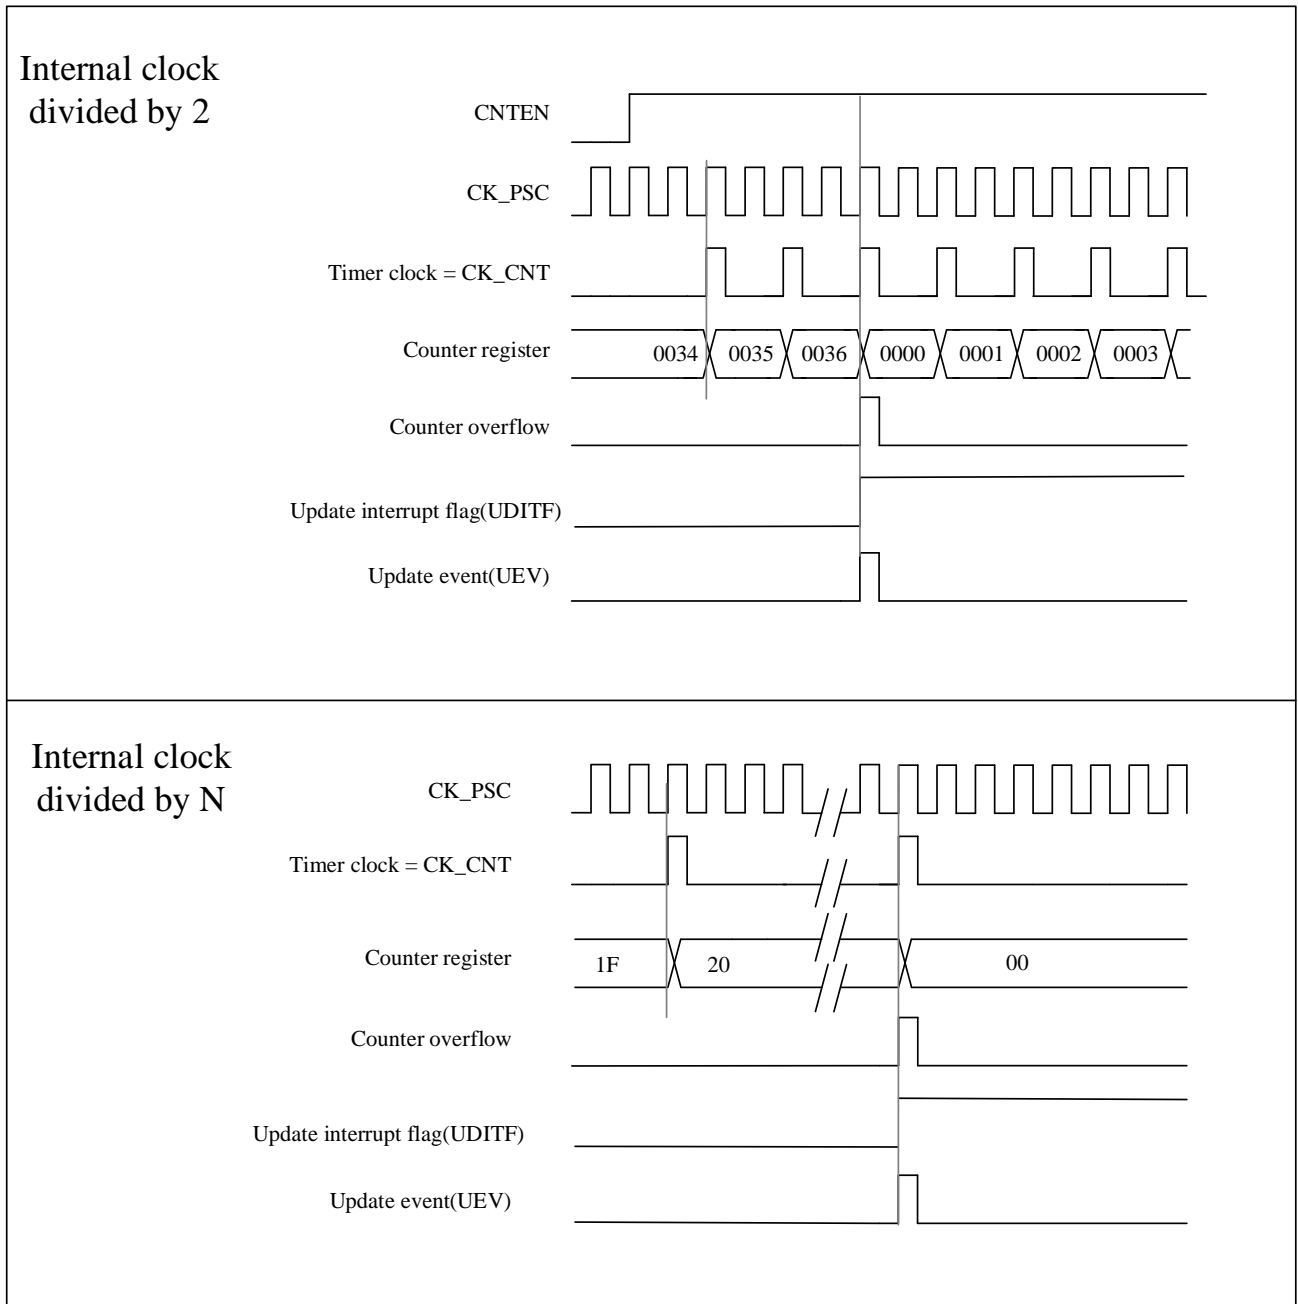 Internal clock
divided by 2
CNTEN
CK_PSC
Timer clock = CK_CNT
Counter register
0034 0035 0036 0000 0001 0002 0003
Counter overflow
Update interrupt flag(UDITF)
Update event(UEV)
Internal clock
divided by N
CK_PSC
Timer clock = CK_CNT
Counter register
1F 20 00
Counter overflow
Update interrupt flag(UDITF)
Update event(UEV)